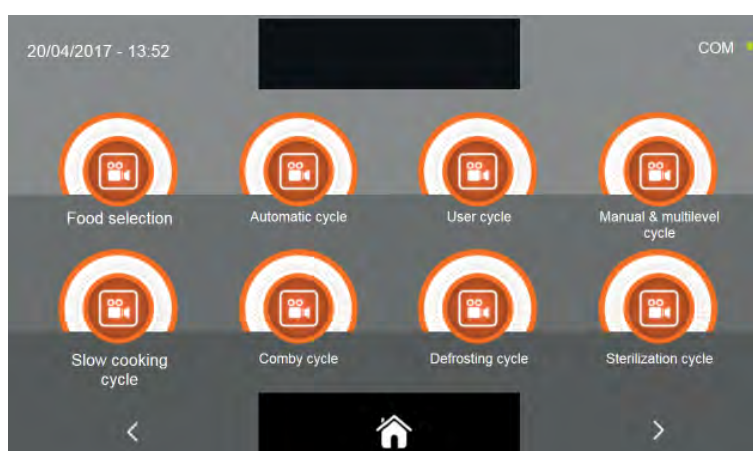 20/04/2017 - 13:52
COM
Food selection
Automatic cycle
User cycle
Manual & multilevel
cycle
Slow cooking
cycle
Comby cycle
Defrosting cycle
Sterilization cycle